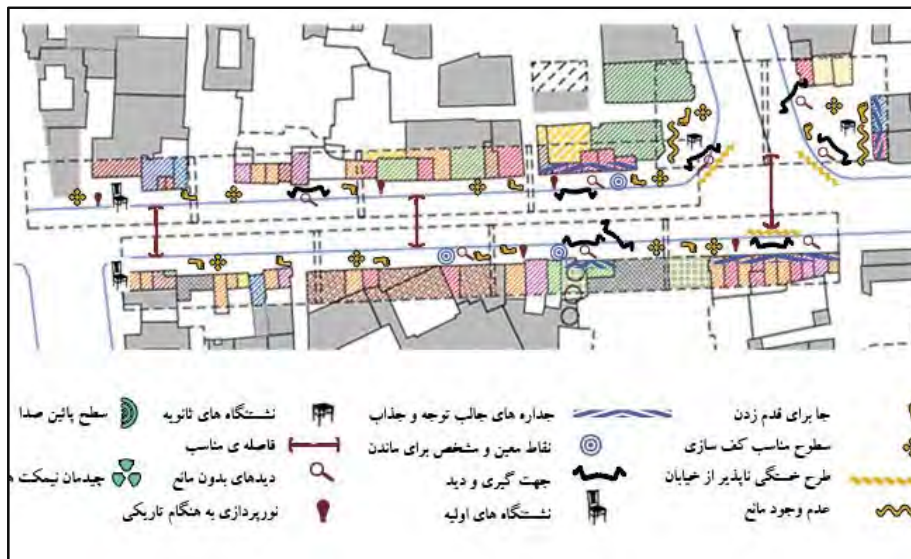 جا برای قدم زدن
سطوح مناسب کف سازی
طرح خستگی ناپذیر از خیابان
عدم وجود مانع
جداره های جالب توجه و جذاب
نقاط معین و مشخص برای ماندن
جهت گیری و دید
نشستگاه های اولیه
نشستگاه های ثانویه
فاصله ی مناسب
دیدهای بدون مانع
نورپردازی به هنگام تاریکی
سطح پائین صدا
چیدمان نیمکت ه